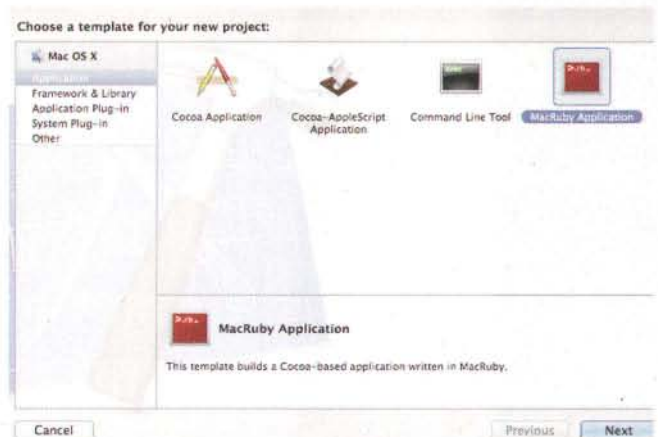 Choose a template for your new project:
Mac OS X
Application
Framework & Library
Application Plug-in
System Plug-in
Other
Cocoa Application
Cocoa-AppleScript
Application
Command Line Tool
MacRuby Application
MacRuby Application
This template builds a Cocoa-based application written in MacRuby.
Cancel
Previous
Next